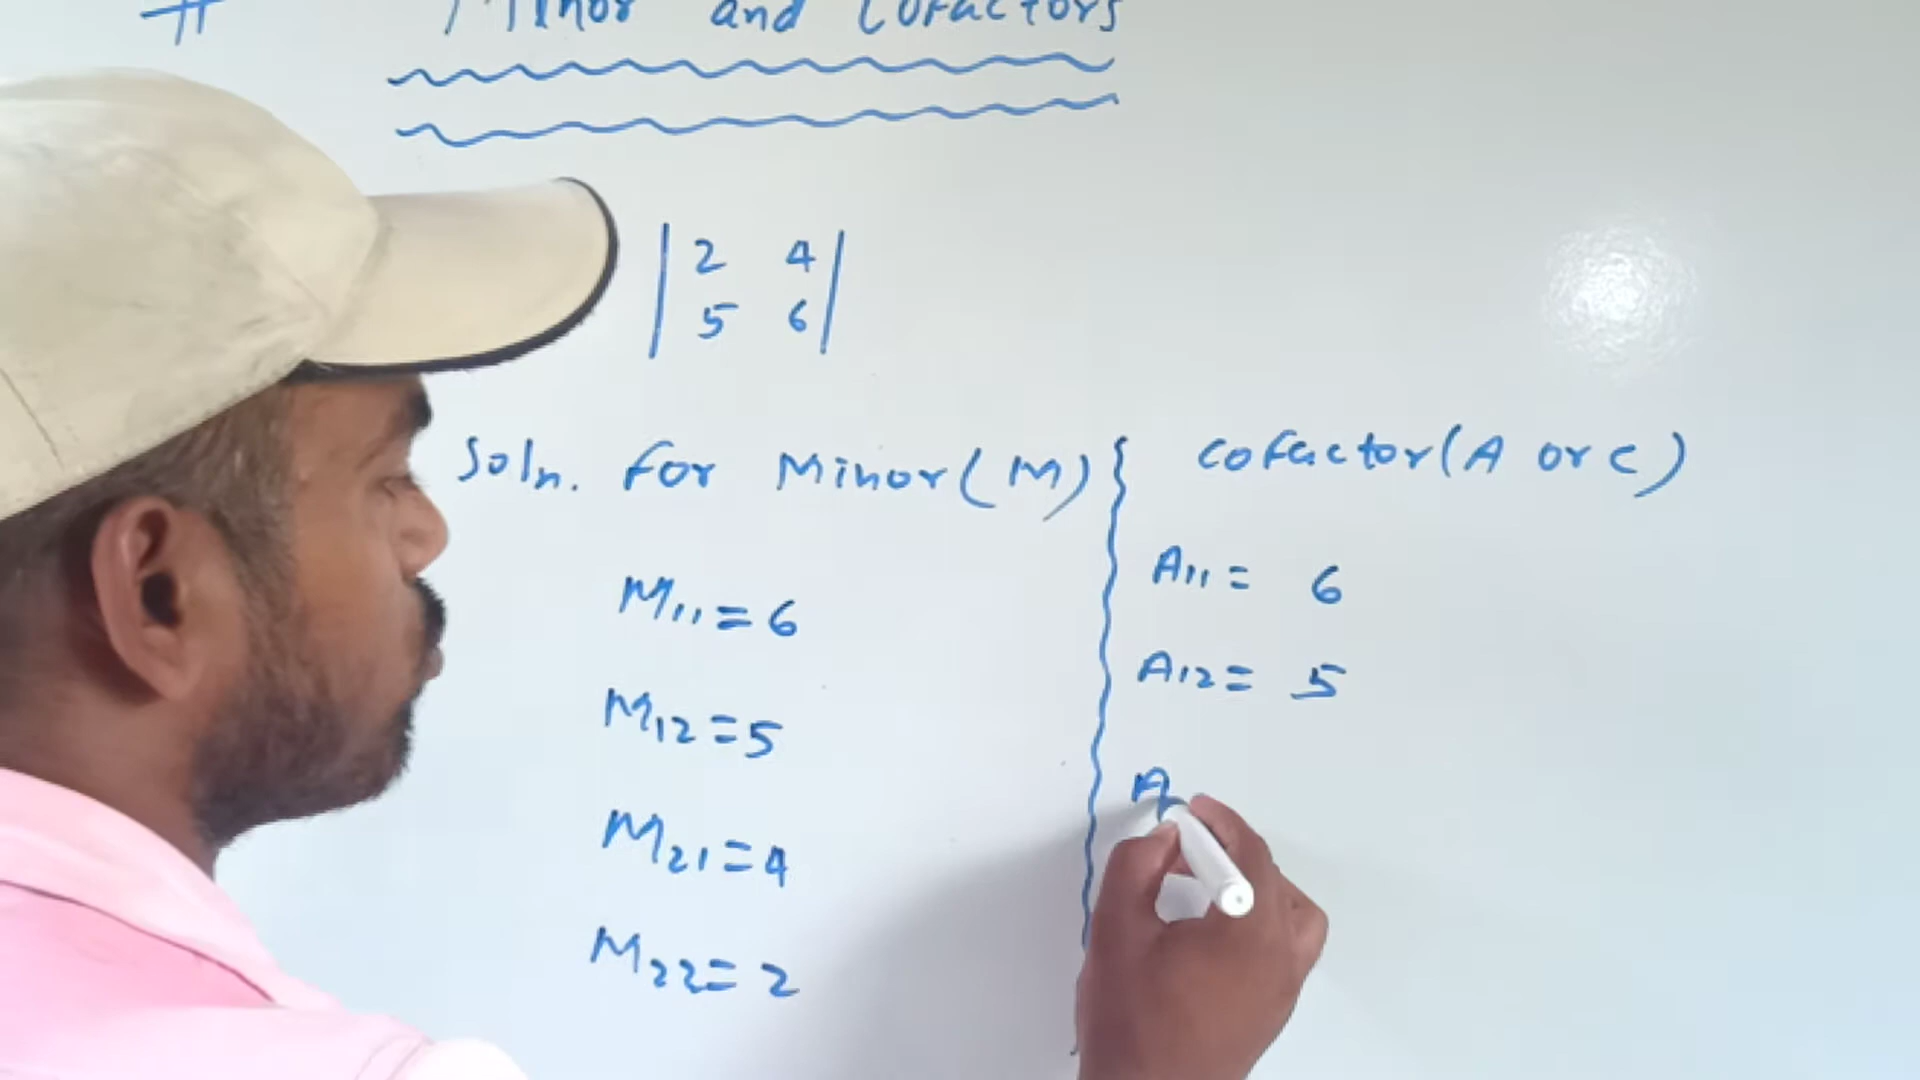 # Minor and Cofactors
2 4
5 6
Soln. For Minor (M)
M11 = 6
M12 = 5
M21 = 4
M22 = 2
cofactor (A or C)
A11 = 6
A12 = 5
A